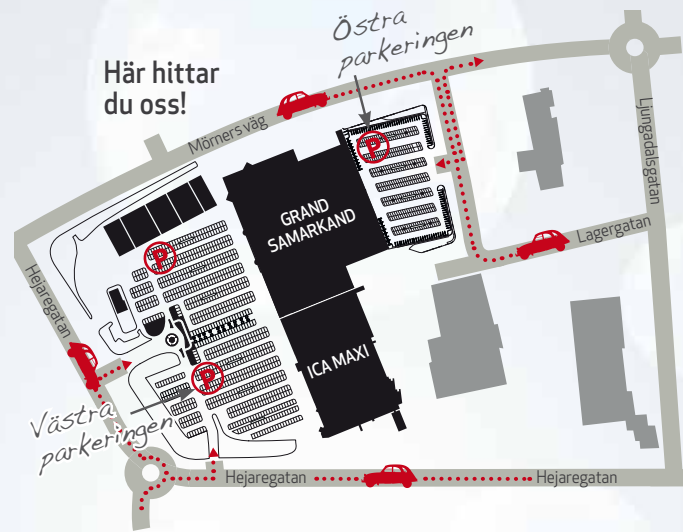 Här hittar
du oss!
Östra
parkeringen
Mörners väg
P
Ljungadalsgatan
GRAND
SAMARKAND
Lagergatan
Hejaregatan
P
ICA MAXI
P
Västra
parkeringen
Hejaregatan
Hejaregatan